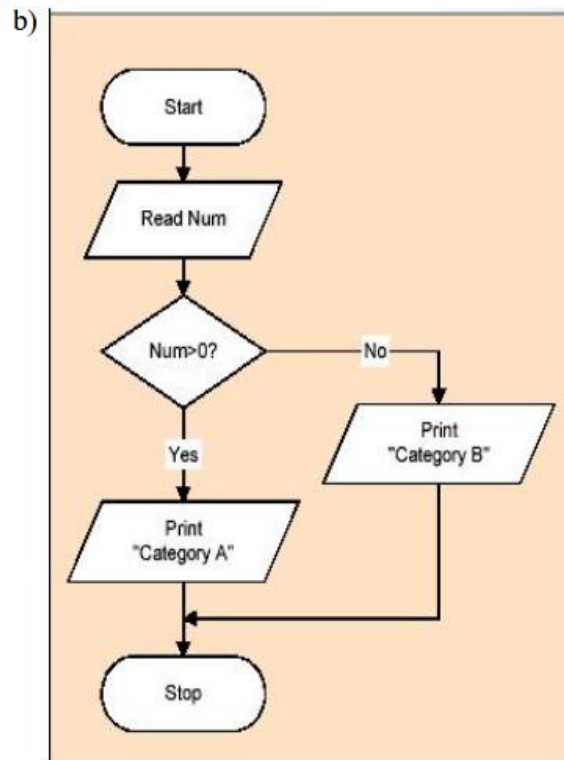 b)
Start
Read Num
Num>0?
No
Print
"Category B"
Yes
Print
"Category A"
Stop